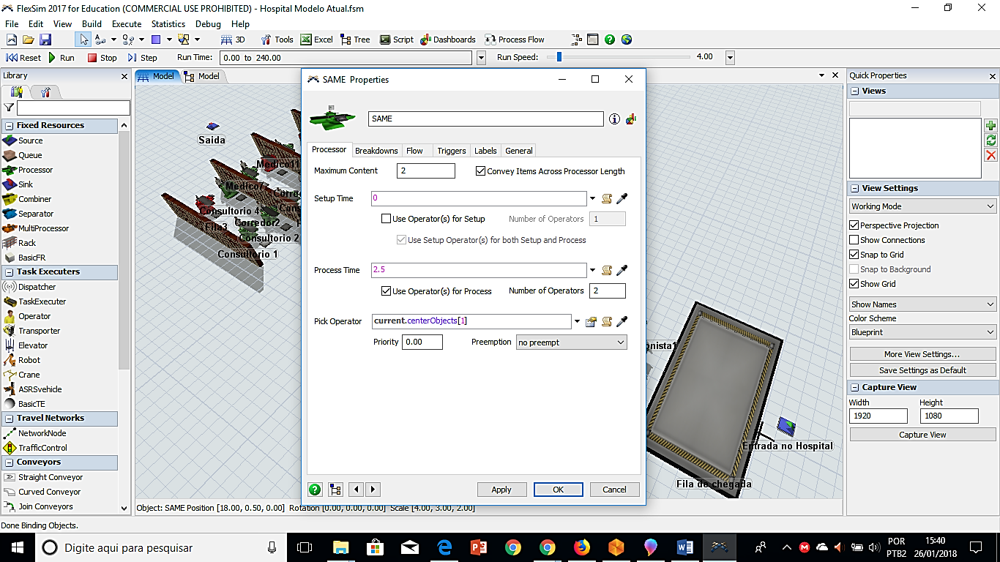 FlexSim 2017 for Education (COMMERCIAL USE PROHIBITED) - Hospital Modelo Atual.fsm
File Edit View Build Execute Statistics Debug Help
3D Tools Excel Tree Script Dashboards Process Flow
Reset Run Stop Step Run Time: 0.00 to 240.00 Run Speed: 4.00
Library
Model
Model
Fixed Resources
Source
Queue
Processor
Sink
Combiner
Separator
MultiProcessor
Rack
BasicFR
Task Executers
Dispatcher
TaskExecuter
Operator
Transporter
Elevator
Robot
Crane
ASRSvehicle
BasicTE
Travel Networks
NetworkNode
TrafficControl
Conveyors
Straight Conveyor
Curved Conveyor
Join Conveyors
Saida
Consultorio 4
Corredor2
Fila3
Consultorio 2
Consultorio 1
SAME Properties
SAME
Processor Breakdowns Flow Triggers Labels General
Maximum Content 2 Convey Items Across Processor Length
Setup Time 0
Use Operator(s) for Setup Number of Operators 1
Use Setup Operator(s) for both Setup and Process
Process Time 2.5
Use Operator(s) for Process Number of Operators 2
Pick Operator current.centerObjects[1]
Priority 0.00 Preemption no preempt
Apply OK Cancel
onista1
Entrada no Hospital
Fila de chegada
Quick Properties
Views
View Settings
Working Mode
Perspective Projection
Show Connections
Snap to Grid
Snap to Background
Show Grid
Show Names
Color Scheme
Blueprint
More View Settings...
Save Settings as Default
Capture View
Width Height
1920 1080
Capture View
Object: SAME Position [18.00, 0.50, 0.00] Rotation [0.00, 0.00, 0.00] Scale [4.00, 3.00, 2.00]
Done Binding Objects.
Digite aqui para pesquisar
POR
PTB2
15:40
26/01/2018